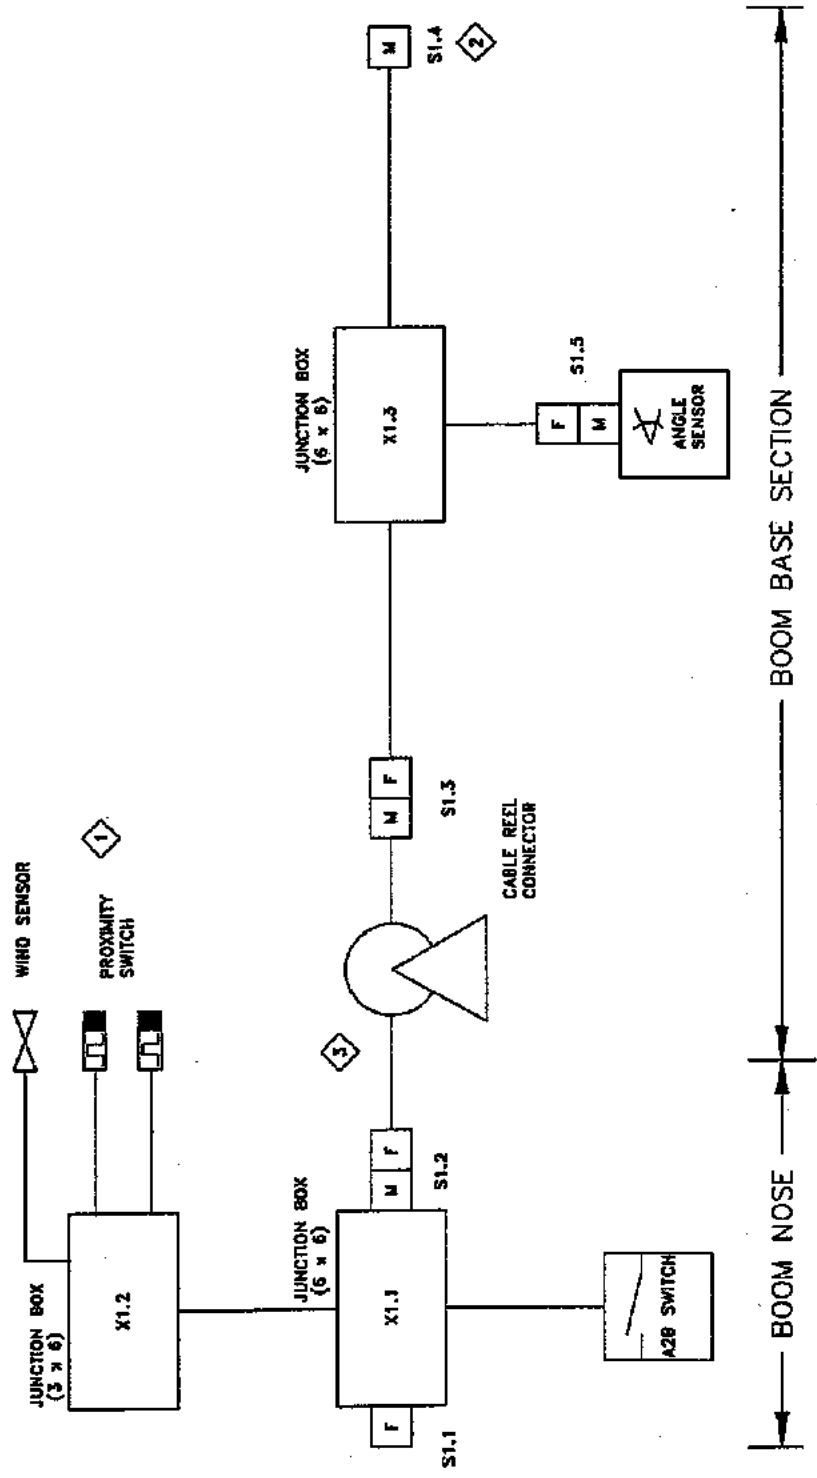 WIND SENSOR
PROXIMITY
SWITCH
1
JUNCTION BOX
(3 x 6)
X1.2
JUNCTION BOX
(6 x 6)
X1.1
F
S1.1
M F
S1.2
A2B SWITCH
3
CABLE REEL
CONNECTOR
M F
S1.3
JUNCTION BOX
(6 x 6)
X1.3
F
M
S1.5
ANGLE
SENSOR
M
S1.4
2
BOOM NOSE
BOOM BASE SECTION